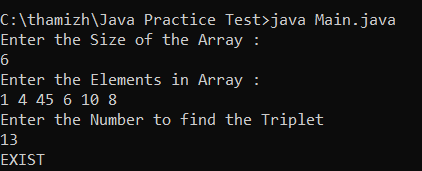 C:\thamizh\Java Practice Test>java Main.java
Enter the Size of the Array :
6
Enter the Elements in Array :
1 4 45 6 10 8
Enter the Number to find the Triplet
13
EXIST